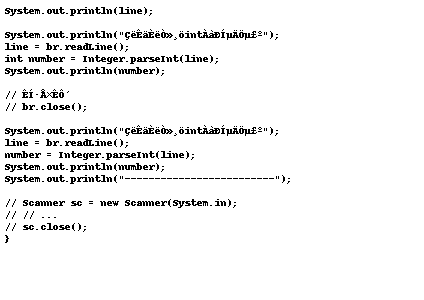 System.out.println(line);
System.out.println("ÇëÊäÈëÒ»¸öintÀàÐÍµÄÖµ£º");
line = br.readLine();
int number = Integer.parseInt(line);
System.out.println(number);
// ÊÍ·Å×ÊÔ´
// br.close();
System.out.println("ÇëÊäÈëÒ»¸öintÀàÐÍµÄÖµ£º");
line = br.readLine();
number = Integer.parseInt(line);
System.out.println(number);
System.out.println("-------------------------");
// Scanner sc = new Scanner(System.in);
// // ...
// sc.close();
}